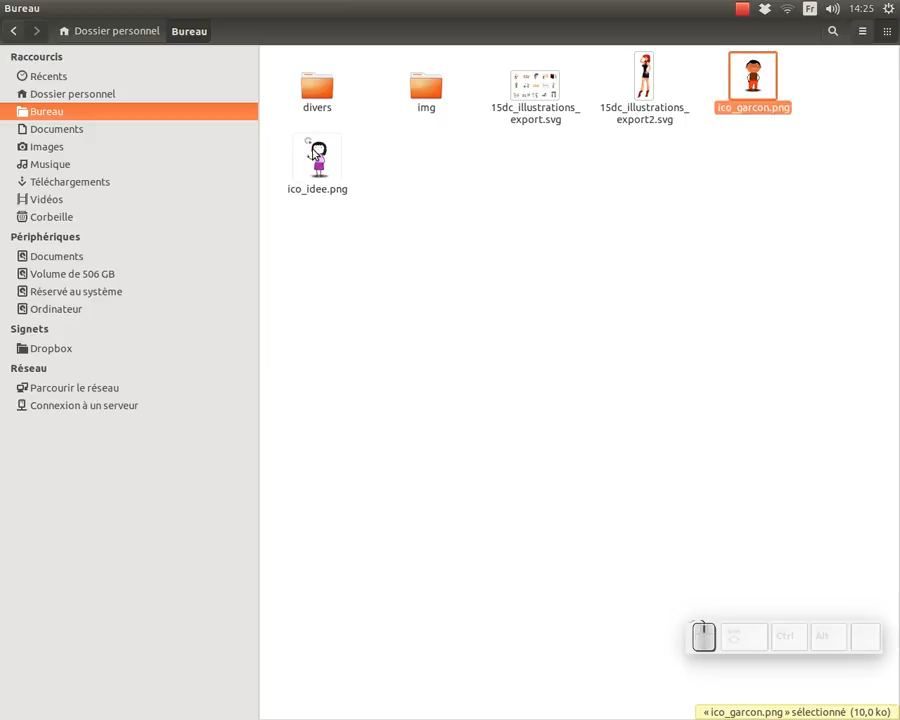 Bureau
Fr
14:25
Dossier personnel
Bureau
Raccourcis
Récents
Dossier personnel
Bureau
Documents
Images
Musique
Téléchargements
Vidéos
Corbeille
Périphériques
Documents
Volume de 506 GB
Réservé au système
Ordinateur
Signets
Dropbox
Réseau
Parcourir le réseau
Connexion à un serveur
divers
img
15dc_illustrations_
export.svg
15dc_illustrations_
export2.svg
ico_garcon.png
ico_idee.png
Ctrl
Alt
« ico_garcon.png » sélectionné (10,0 ko)